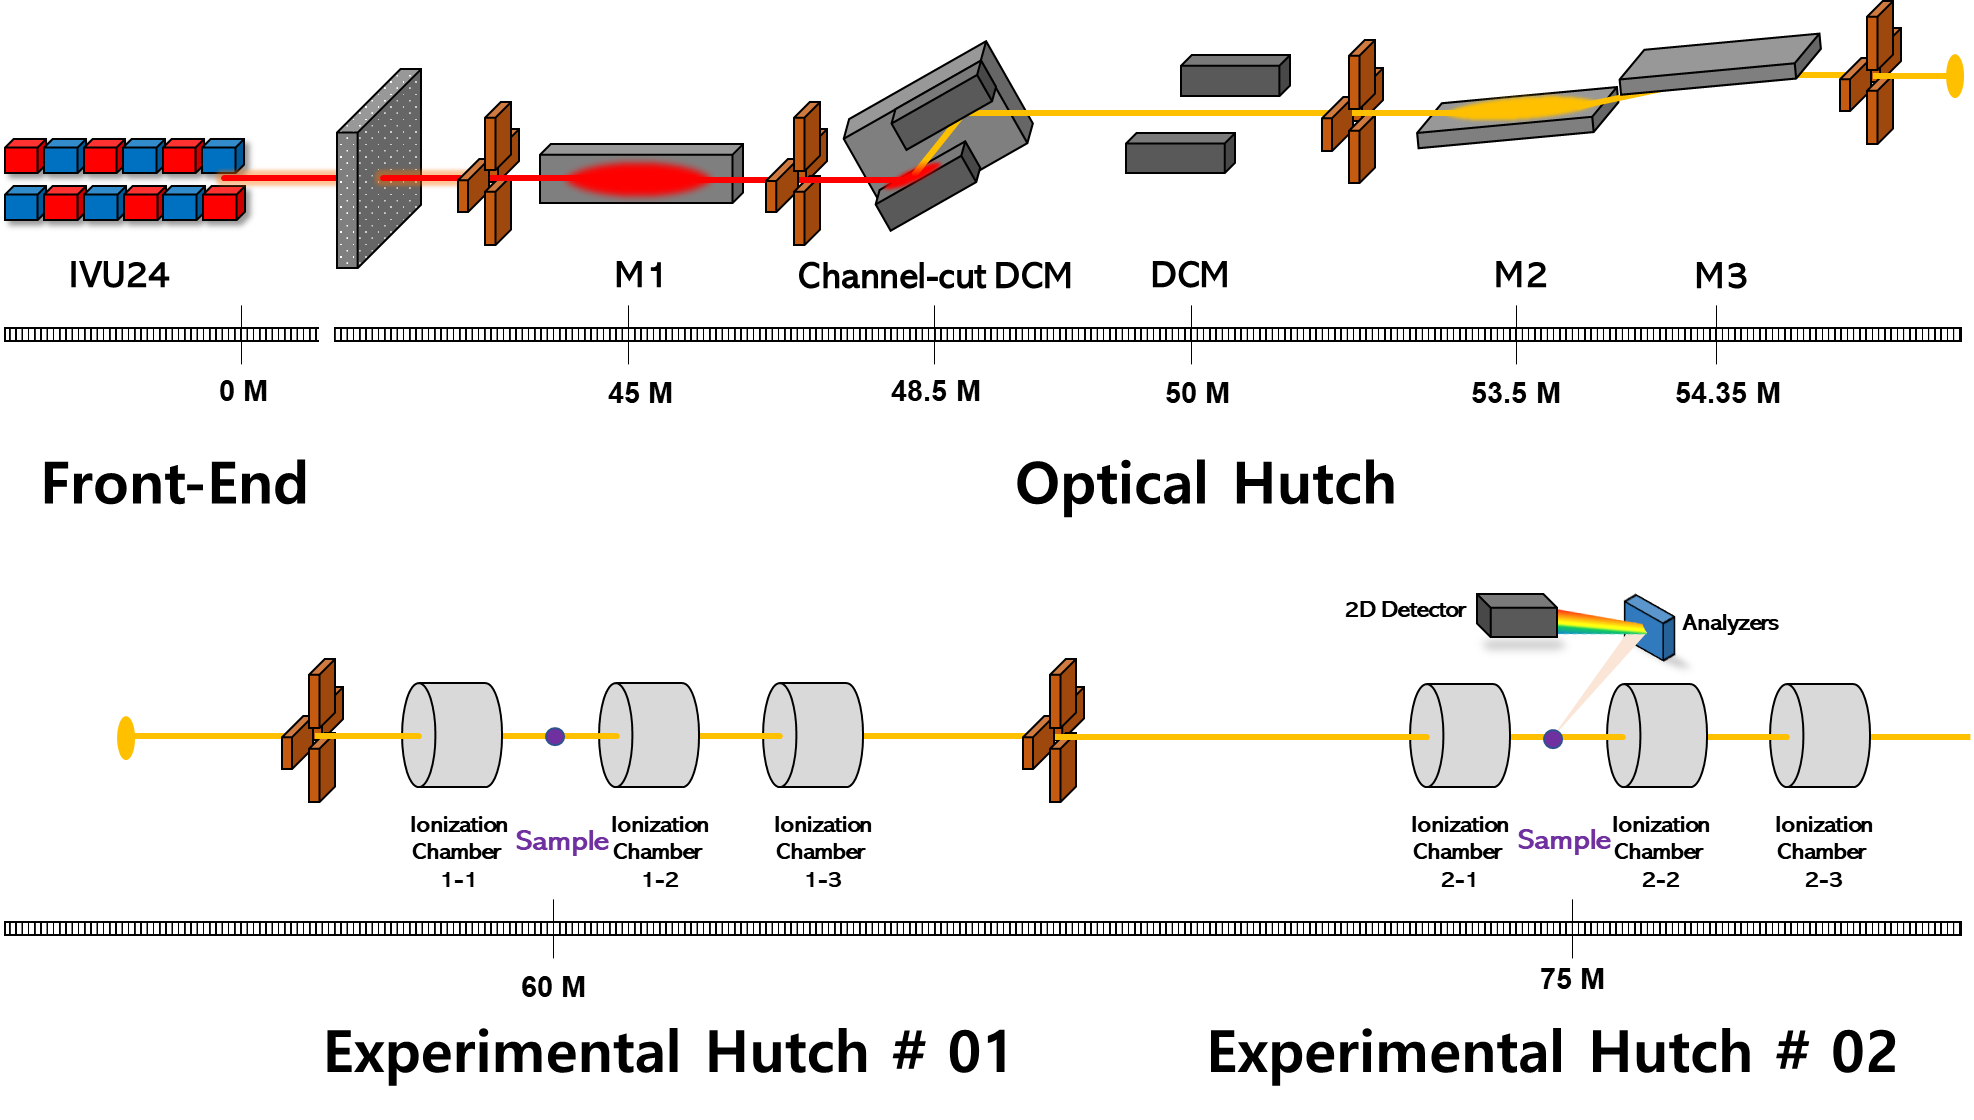 IVU24
M1
Channel-cut DCM
DCM
M2
M3
0 M
45 M
48.5 M
50 M
53.5 M
54.35 M
Front-End
Optical Hutch
2D Detector
Analyzers
Ionization
Chamber
1-1
Sample
Ionization
Chamber
1-2
Ionization
Chamber
1-3
Ionization
Chamber
2-1
Sample
Ionization
Chamber
2-2
Ionization
Chamber
2-3
60 M
75 M
Experimental Hutch # 01
Experimental Hutch # 02